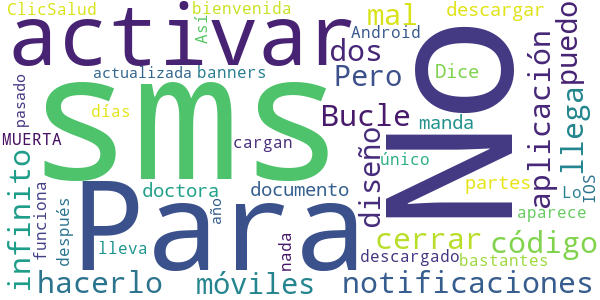 ClicSalud
bienvenida
Así
activar
mal
Android
descargar
dos
puedo
Pero
Dice
aplicación
No
sms
actualizada
banners
pasado
días
Bucle
manda
llega
MUERTA
cargan
diseño
único
infinito
funciona
después
Para
doctora
documento
año
partes
Lo
IOS
aparece
lleva
nada
cerrar
código
descargado
bastantes
hacerlo
móviles
notificaciones